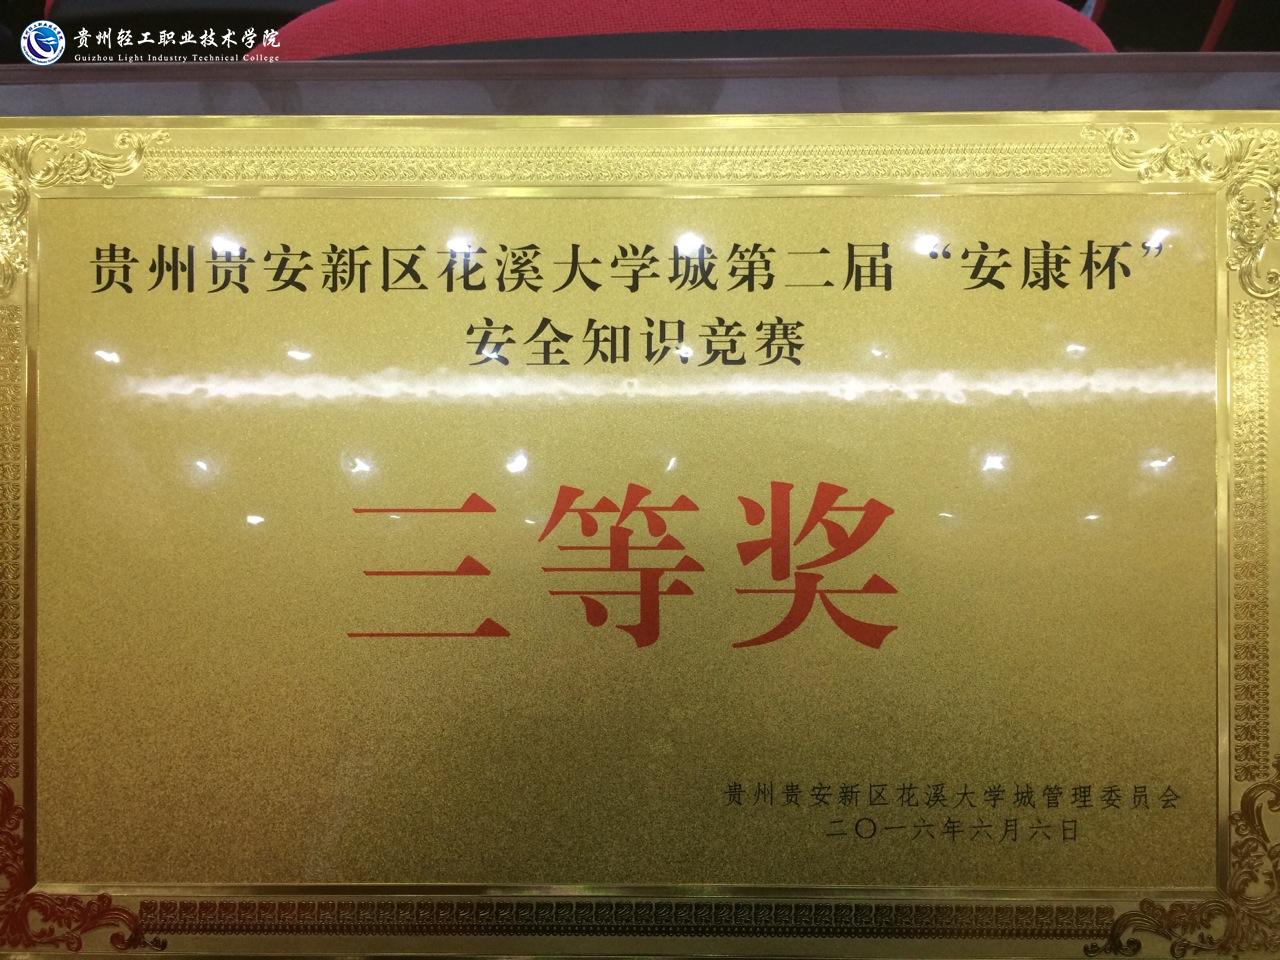 贵州轻工职业技术学院
Guizhou Light Industry Technical College
贵州贵安新区花溪大学城第二届“安康杯”
安全知识竞赛
三等奖
贵州贵安新区花溪大学城管理委员会
二〇一六年六月六日